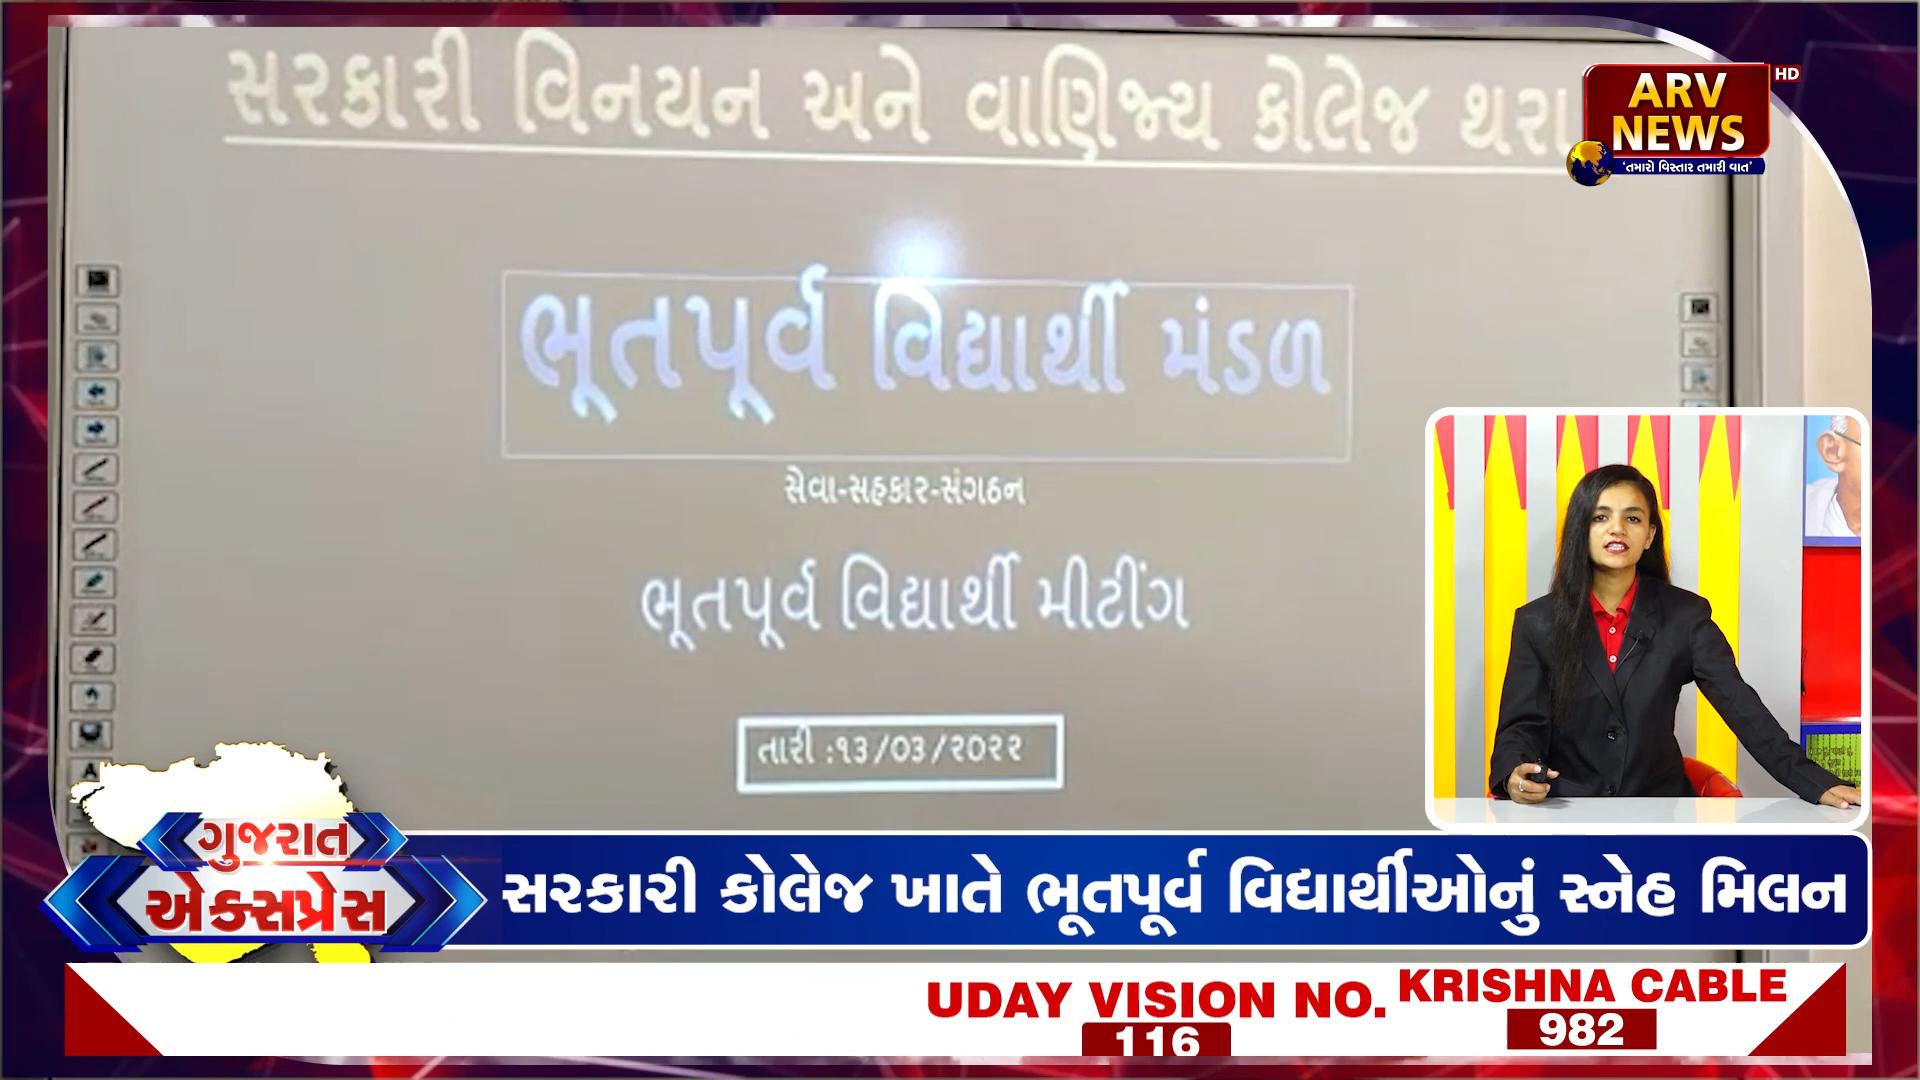 સરકારી વિનયન અને વાણિજ્ય કોલેજ થરા
ARV
NEWS
HD
'તમારો વિસ્તાર તમારી વાત'
ભૂતપૂર્વ વિદ્યાર્થી મંડળ
સેવા-સહકાર-સંગઠન
ભૂતપૂર્વ વિદ્યાર્થી મીટીંગ
તારી :૧૩/૦૩/૨૦૨૨
ગુજરાત
એક્સપ્રેસ
સરકારી કોલેજ ખાતે ભૂતપૂર્વ વિદ્યાર્થીઓનું સ્નેહ મિલન
UDAY VISION NO.
116
KRISHNA CABLE
982